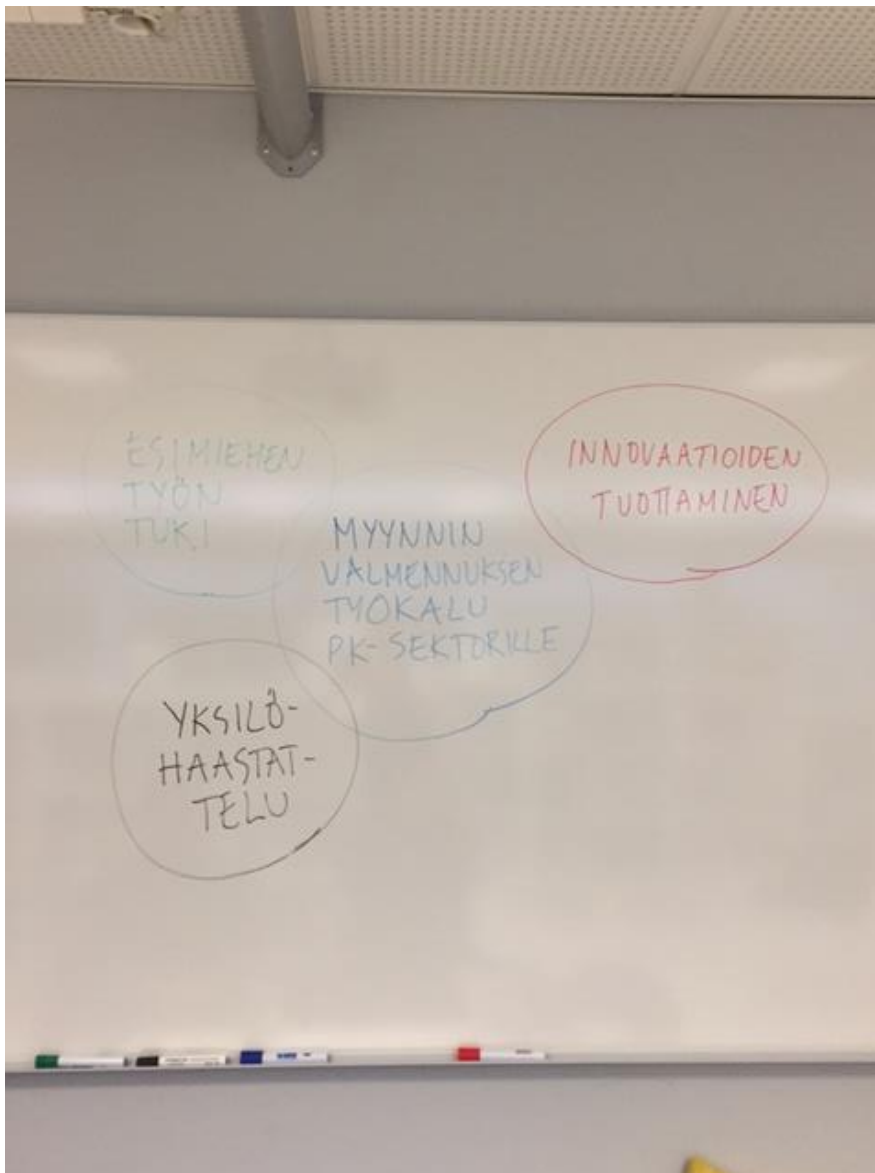 ESIMIEHEN
TYÖN
TUKI
MYYNNIN
VALMENNUKSEN
TYÖKALU
PK-SEKTORILLE
INNOVAATIOIDEN
TUOTTAMINEN
YKSILÖ-
HAASTAT-
TELU